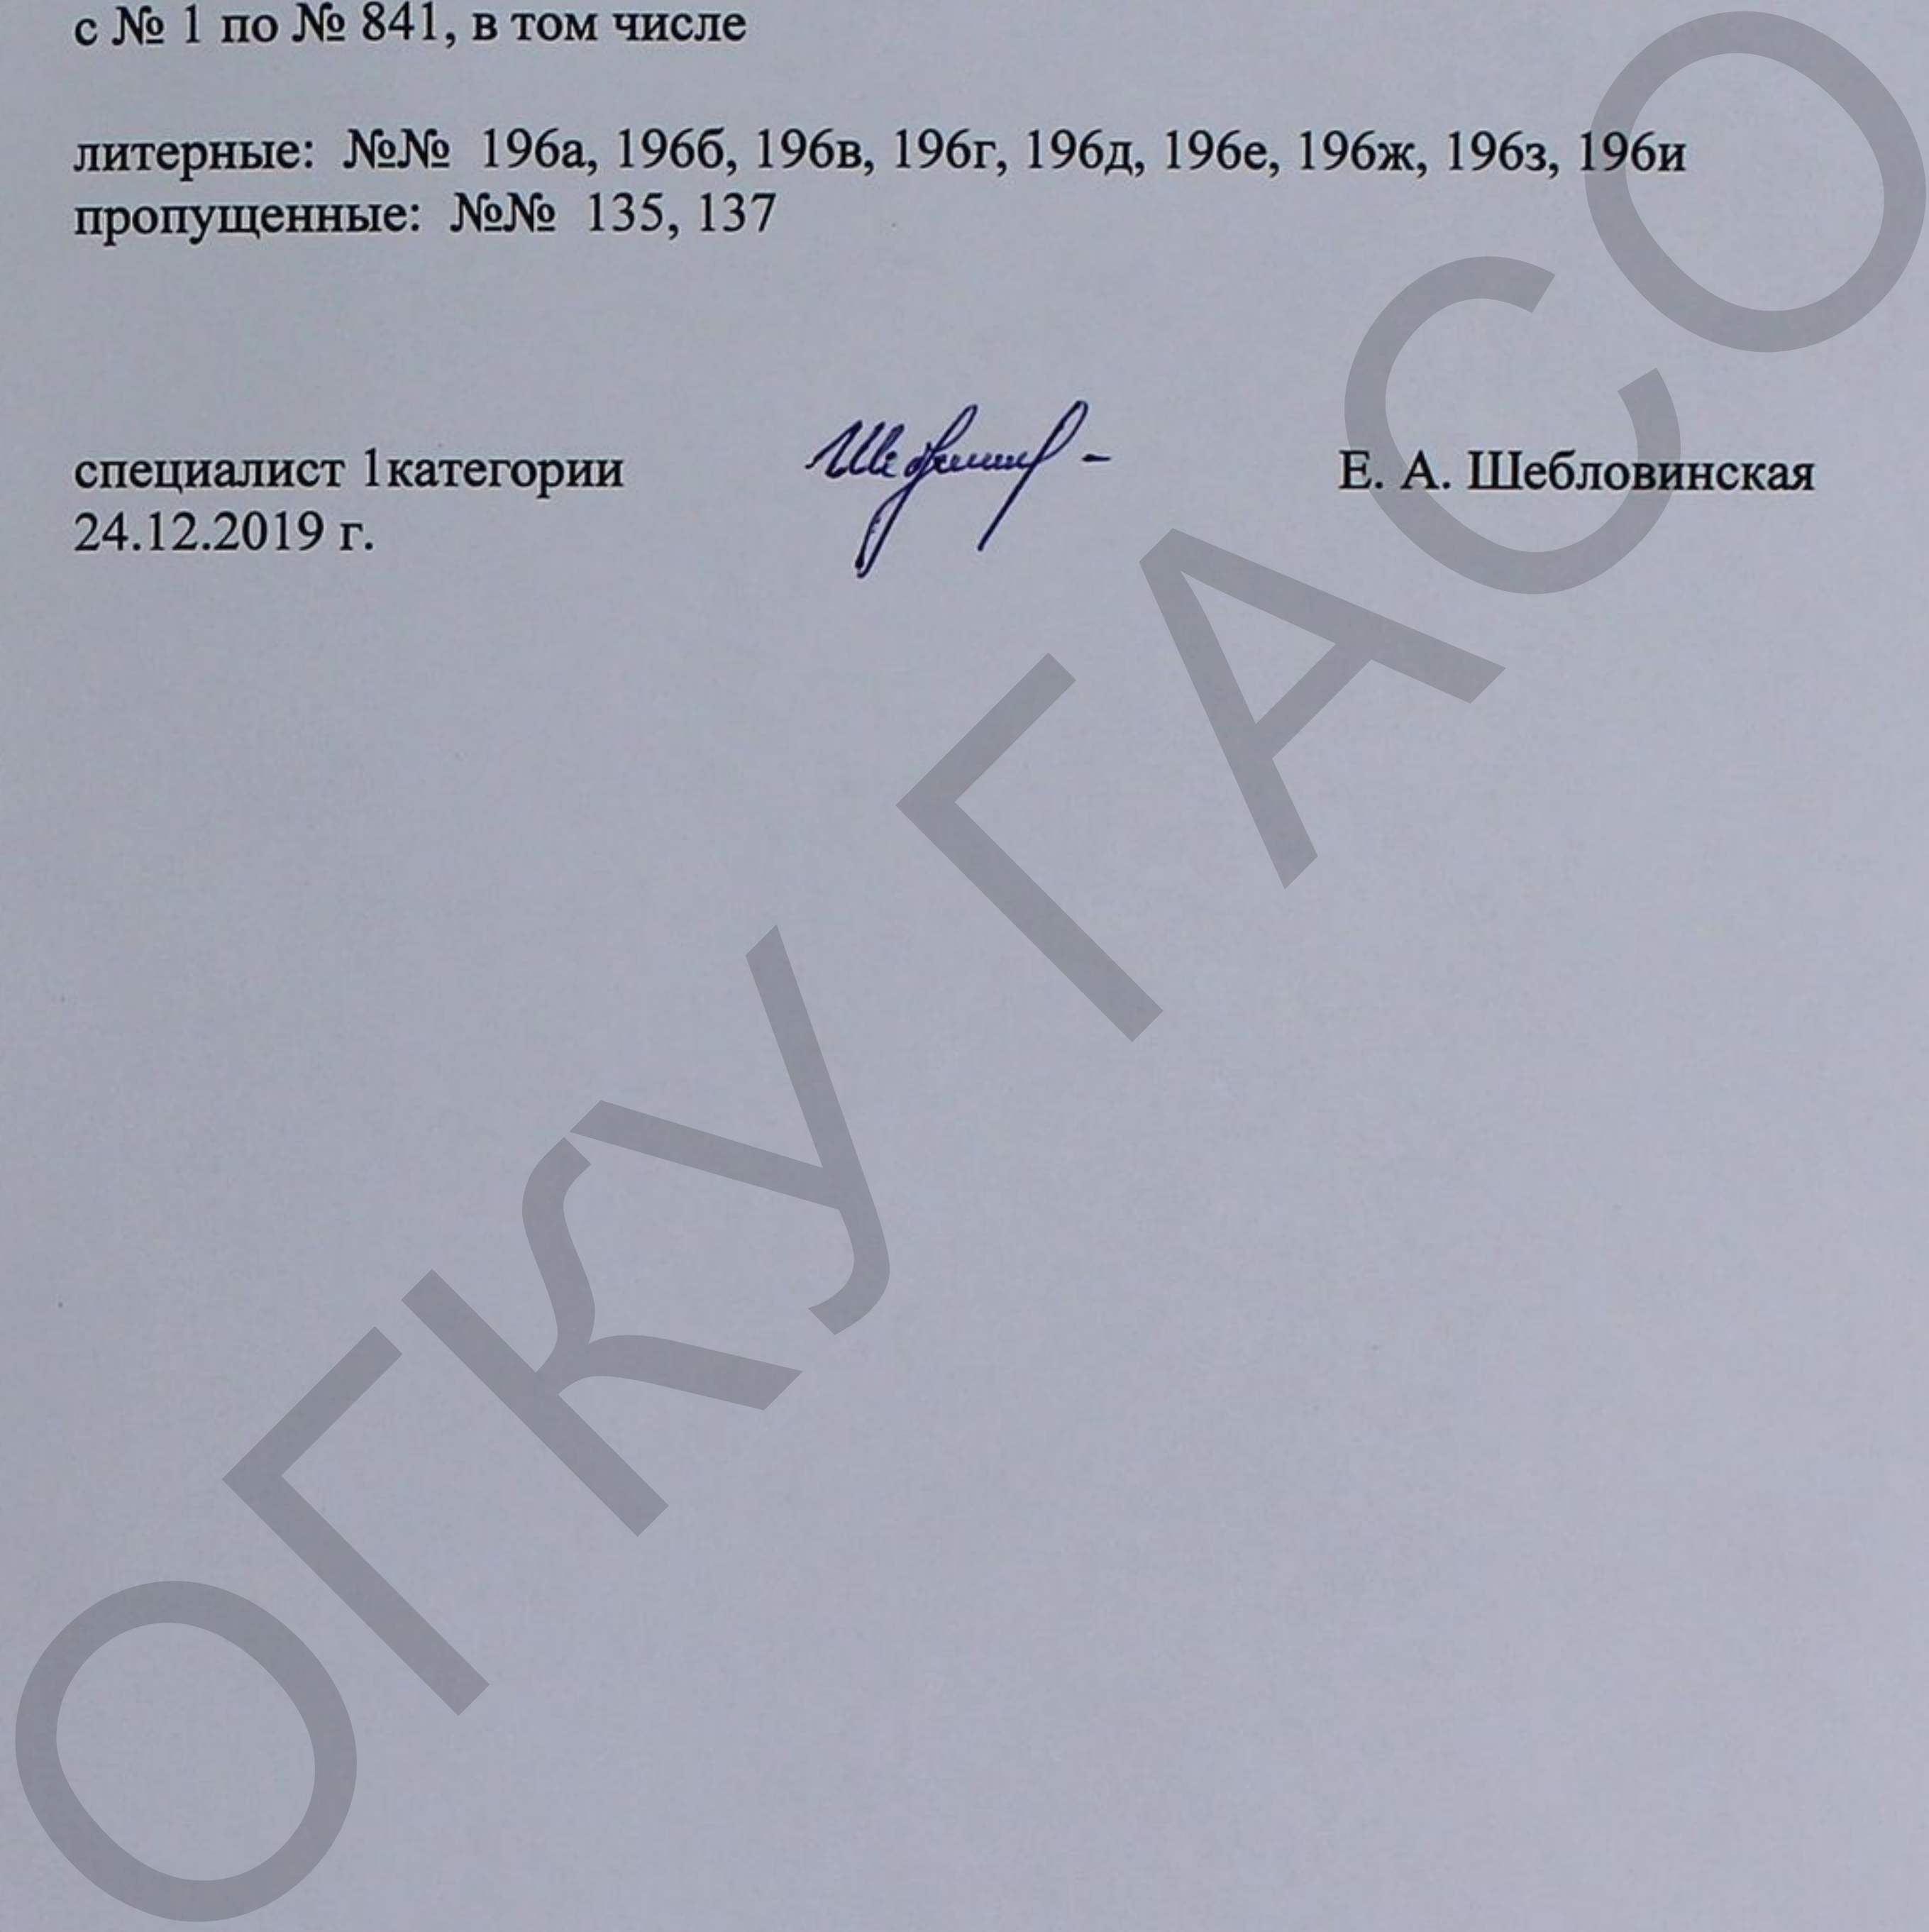 с № 1 по № 841, в том числе
литерные: №№ 196а, 196б, 196в, 196г, 196д, 196е, 196ж, 196з, 196и
пропущенные: №№ 135, 137
специалист 1категории Е. А. Шебловинская
24.12.2019 г.
ОГКУ ГАСО